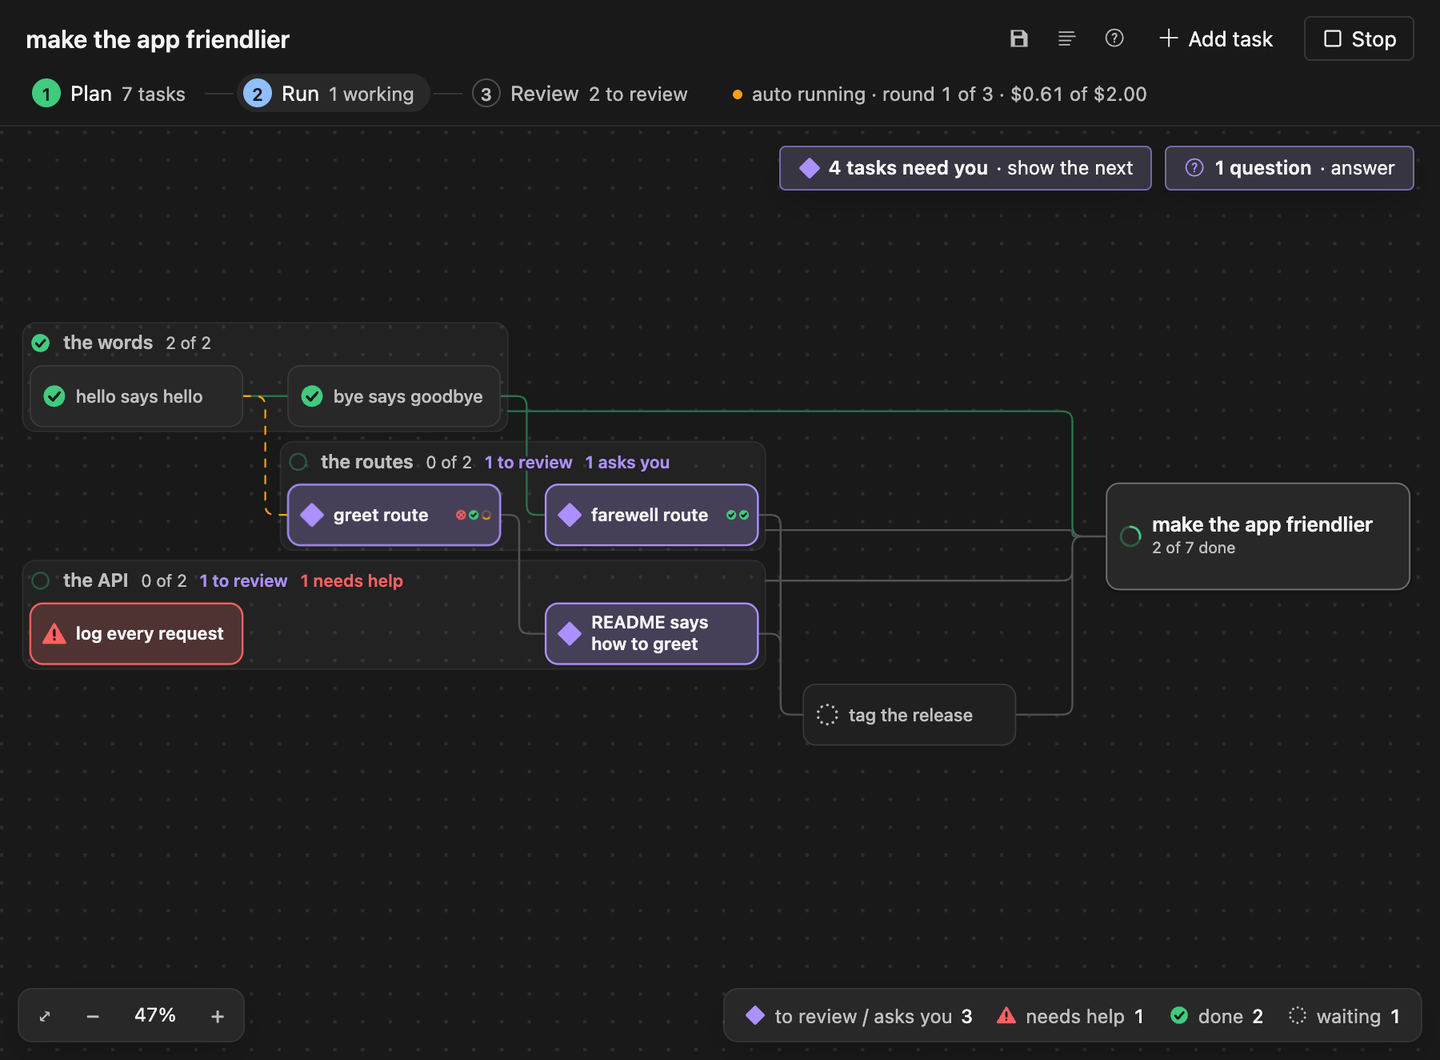 make the app friendlier
Add task
Stop
1 Plan 7 tasks
2 Run 1 working
3 Review 2 to review
auto running · round 1 of 3 · $0.61 of $2.00
4 tasks need you · show the next
? 1 question · answer
the words 2 of 2
hello says hello
bye says goodbye
the routes 0 of 2 1 to review 1 asks you
greet route
farewell route
make the app friendlier
2 of 7 done
the API 0 of 2 1 to review 1 needs help
log every request
README says
how to greet
tag the release
47%
to review / asks you 3
needs help 1
done 2
waiting 1